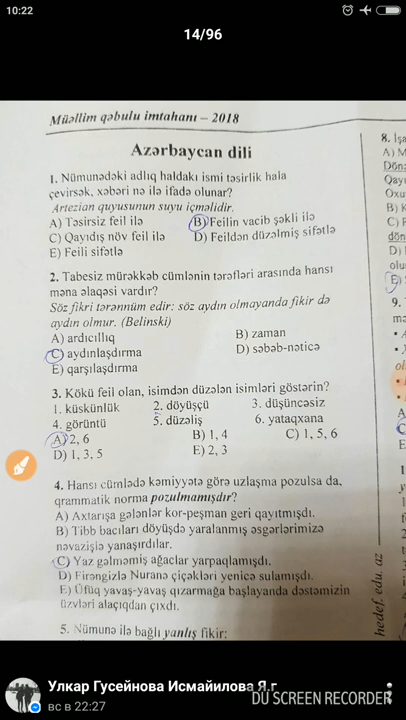 10:22
14/96
Müəllim qəbulu imtahanı – 2018
Azərbaycan dili
1. Nümunədəki adlıq haldakı ismi təsirlik hala
çevirsək, xəbəri nə ilə ifadə olunar?
Artezian quyusunun suyu içməlidir.
A) Təsirsiz feil ilə
B) Feilin vacib şəkli ilə
C) Qayıdış növ feil ilə
D) Feildən düzəlmiş sifətlə
E) Feili sifətlə
2. Tabesiz mürəkkəb cümlənin tərəfləri arasında hansı
məna əlaqəsi vardır?
Söz fikri tərənnüm edir: söz aydın olmayanda fikir də
aydın olmur. (Belinski)
A) ardıcıllıq
B) zaman
C) aydınlaşdırma
D) səbəb-nəticə
E) qarşılaşdırma
3. Kökü feil olan, isimdən düzələn isimləri göstərin?
1. küskünlük
2. döyüşçü
3. düşüncəsiz
4. görüntü
5. düzəliş
6. yataqxana
A) 2, 6
B) 1, 4
C) 1, 5, 6
D) 1, 3, 5
E) 2, 3
4. Hansı cümlədə kəmiyyətə görə uzlaşma pozulsa da,
qrammatik norma pozulmamışdır?
A) Axtarışa gələnlər kor-peşman geri qayıtmışdı.
B) Tibb bacıları döyüşdə yaralanmış əsgərlərimizə
nəvazişlə yanaşırdılar.
C) Yaz gəlməmiş ağaclar yarpaqlamışdı.
D) Firəngizlə Nuranə çiçəkləri yenicə sulamışdı.
E) Üfüq yavaş-yavaş qızarmağa başlayanda dəstəmizin
üzvləri alaçıqdan çıxdı.
5. Nümunə ilə bağlı yanlış fikir:
8. İşa
A) M
Dönə
Qayı
Oxu
B) K
C) F
dön
D) I
olu
E)
9.
mə
hedef. edu. az
Улкар Гусейнова Исмайилова Я.г
вс в 22:27
DU SCREEN RECORDER